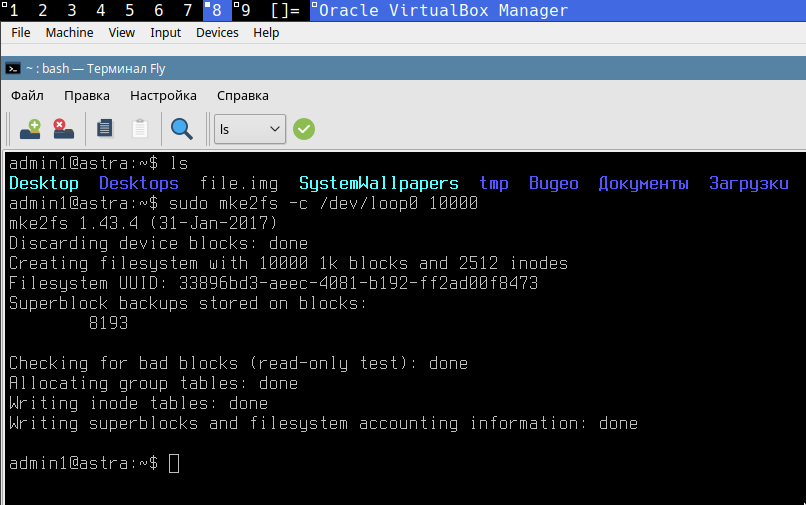 1 2 3 4 5 6 7 8 9 []= Oracle VirtualBox Manager
File Machine View Input Devices Help
~ : bash — Терминал Fly
Файл Правка Настройка Справка
ls
admin1@astra:~$ ls
Desktop Desktops file.img SystemWallpapers tmp Видео Документы Загрузки
admin1@astra:~$ sudo mke2fs -c /dev/loop0 10000
mke2fs 1.43.4 (31-Jan-2017)
Discarding device blocks: done
Creating filesystem with 10000 1k blocks and 2512 inodes
Filesystem UUID: 33896bd3-aeec-4081-b192-ff2ad00f8473
Superblock backups stored on blocks:
8193
Checking for bad blocks (read-only test): done
Allocating group tables: done
Writing inode tables: done
Writing superblocks and filesystem accounting information: done
admin1@astra:~$